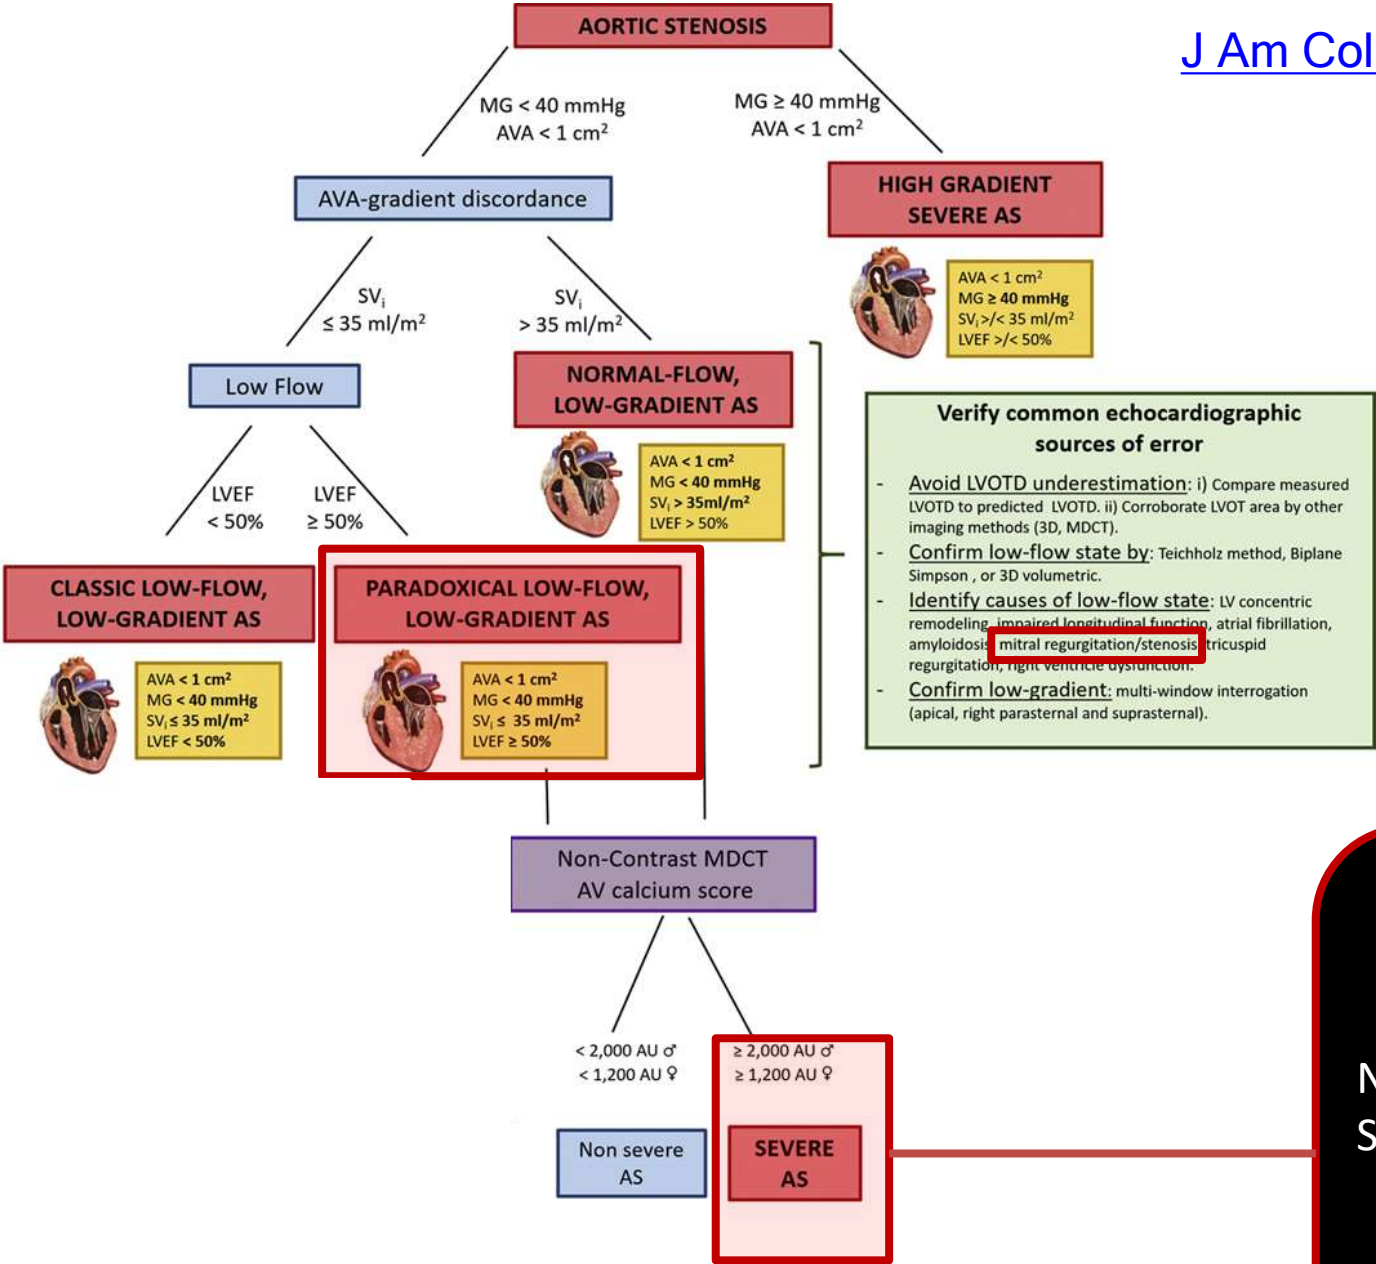 AORTIC STENOSIS
J Am Col
MG < 40 mmHg
AVA < 1 cm²
MG ≥ 40 mmHg
AVA < 1 cm²
AVA-gradient discordance
HIGH GRADIENT
SEVERE AS
AVA < 1 cm²
MG ≥ 40 mmHg
SVᵢ >/< 35 ml/m²
LVEF >/< 50%
SVᵢ
≤ 35 ml/m²
SVᵢ
> 35 ml/m²
Low Flow
NORMAL-FLOW,
LOW-GRADIENT AS
AVA < 1 cm²
MG < 40 mmHg
SVᵢ > 35ml/m²
LVEF > 50%
Verify common echocardiographic
sources of error
- Avoid LVOTD underestimation: i) Compare measured
LVOTD to predicted LVOTD. ii) Corroborate LVOT area by other
imaging methods (3D, MDCT).
- Confirm low-flow state by: Teichholz method, Biplane
Simpson , or 3D volumetric.
- Identify causes of low-flow state: LV concentric
remodeling, impaired longitudinal function, atrial fibrillation,
amyloidosis, mitral regurgitation/stenosis, tricuspid
regurgitation, right ventricle dysfunction.
- Confirm low-gradient: multi-window interrogation
(apical, right parasternal and suprasternal).
LVEF
< 50%
LVEF
≥ 50%
CLASSIC LOW-FLOW,
LOW-GRADIENT AS
AVA < 1 cm²
MG < 40 mmHg
SVᵢ ≤ 35 ml/m²
LVEF < 50%
PARADOXICAL LOW-FLOW,
LOW-GRADIENT AS
AVA < 1 cm²
MG < 40 mmHg
SVᵢ ≤ 35 ml/m²
LVEF ≥ 50%
Non-Contrast MDCT
AV calcium score
< 2,000 AU ♂
< 1,200 AU ♀
≥ 2,000 AU ♂
≥ 1,200 AU ♀
Non severe
AS
SEVERE
AS
N
S